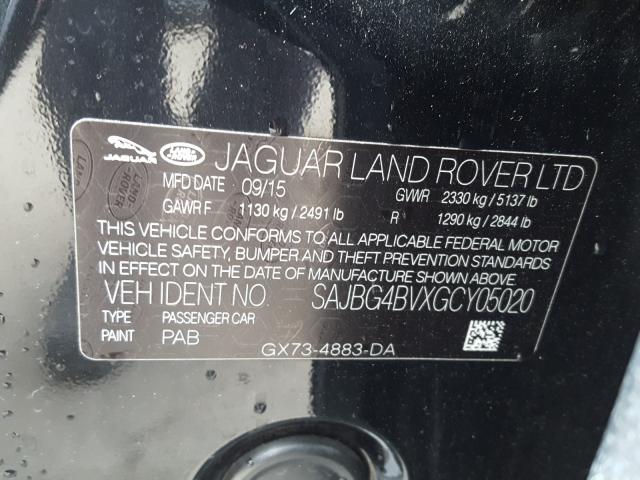 JAGUAR LAND-ROVER JAGUAR LAND ROVER LTD
MFD DATE 09/15 GVWR 2330 kg / 5137 lb
GAWR F 1130 kg / 2491 lb R 1290 kg / 2844 lb
THIS VEHICLE CONFORMS TO ALL APPLICABLE FEDERAL MOTOR
VEHICLE SAFETY, BUMPER AND THEFT PREVENTION STANDARDS
IN EFFECT ON THE DATE OF MANUFACTURE SHOWN ABOVE
VEH IDENT NO. SAJBG4BVXGCY05020
TYPE PASSENGER CAR
PAINT PAB
GX73-4883-DA